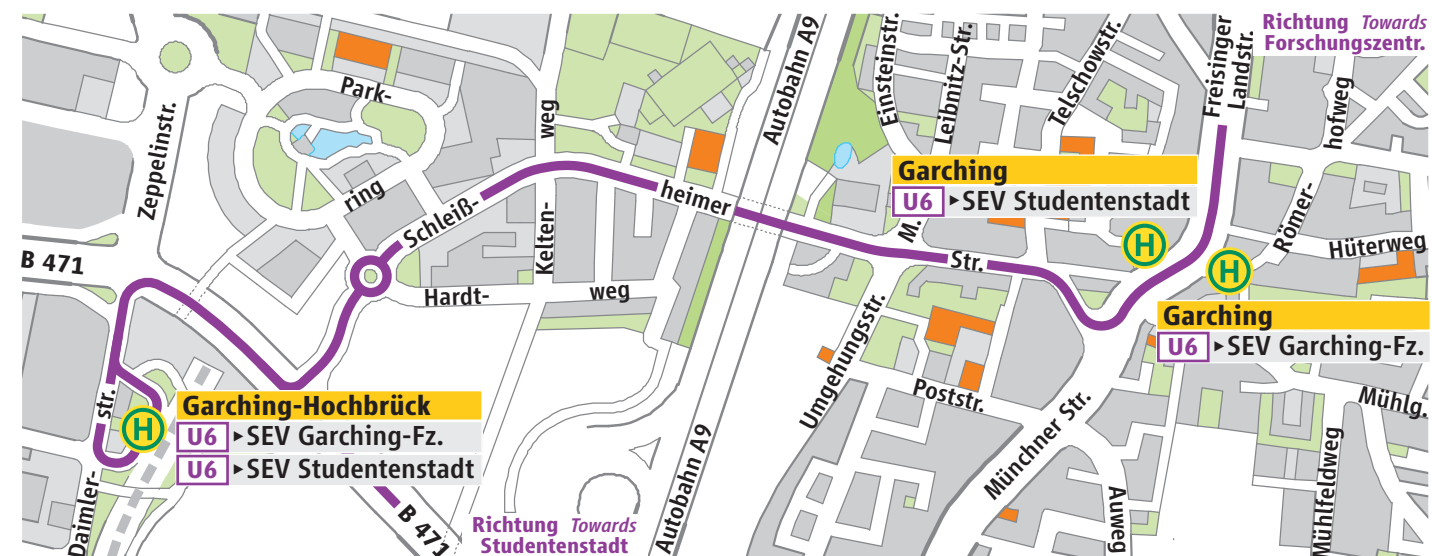 Richtung Towards
Forschungszentr.
Autobahn A9
Einsteinstr.
Leibnitz-Str.
Telschowstr.
Freisinger
Landstr.
hofweg
Park-
weg
Zeppelinstr.
ring
Schleiß-
heimer
Garching
U6 ▸SEV Studentenstadt
M.
Römer-
Kelten-
H
Hüterweg
B 471
Str.
H
Hardt-
weg
Garching
U6 ▸SEV Garching-Fz.
Umgehungsstr.
Poststr.
Mühlg.
str.
H
Garching-Hochbrück
U6 ▸SEV Garching-Fz.
U6 ▸SEV Studentenstadt
Münchner Str.
Autobahn A9
Auweg
Mühlfeldweg
Daimler-
B 471
Richtung Towards
Studentenstadt